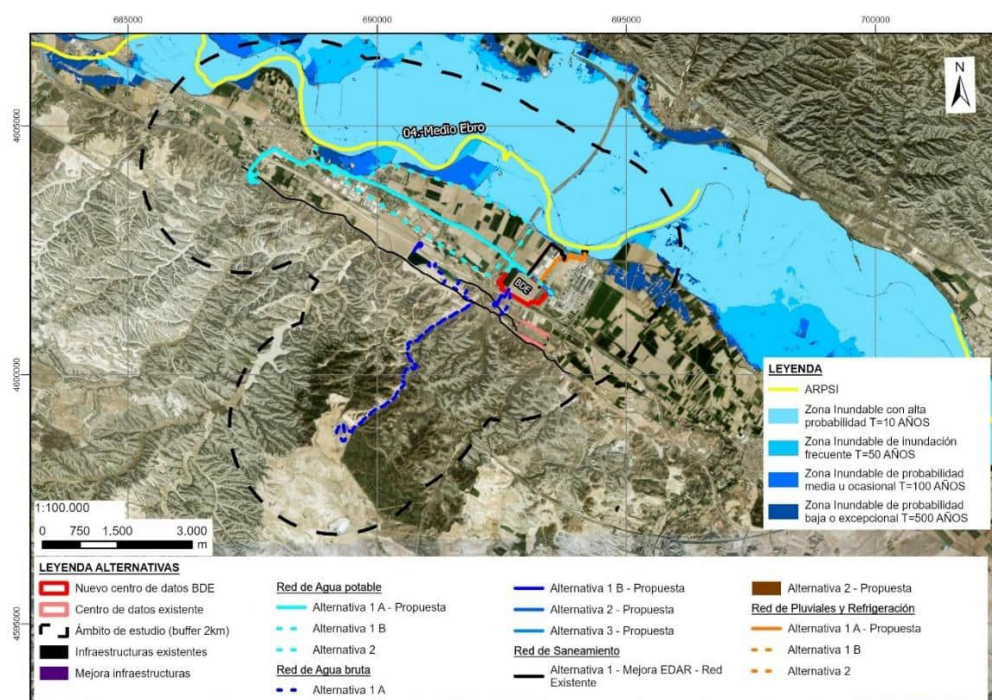 685000
690000
695000
700000
4605000
4600000
4595000
N
04.-Medio Ebro
BDE
LEYENDA
ARPSI
Zona Inundable con alta
probabilidad T=10 AÑOS
Zona Inundable de inundación
frecuente T=50 AÑOS
Zona Inundable de probabilidad
media u ocasional T=100 AÑOS
Zona Inundable de probabilidad
baja o excepcional T=500 AÑOS
1:100.000
0 750 1.500 3.000
m
LEYENDA ALTERNATIVAS
Nuevo centro de datos BDE
Centro de datos existente
Ámbito de estudio (buffer 2km)
Infraestructuras existentes
Mejora infraestructuras
Red de Agua potable
Alternativa 1 A - Propuesta
Alternativa 1 B
Alternativa 2
Red de Agua bruta
Alternativa 1 A
Alternativa 1 B - Propuesta
Alternativa 2 - Propuesta
Alternativa 3 - Propuesta
Red de Saneamiento
Alternativa 1 - Mejora EDAR - Red
Existente
Alternativa 2 - Propuesta
Red de Pluviales y Refrigeración
Alternativa 1 A - Propuesta
Alternativa 1 B
Alternativa 2